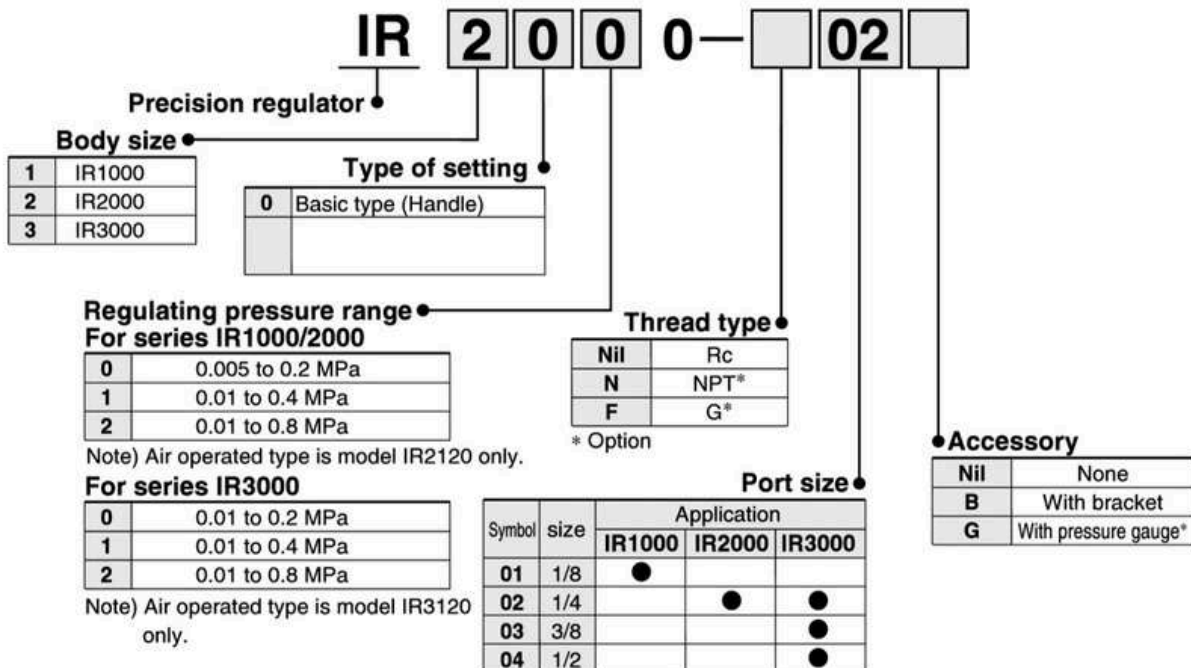 IR 2 0 0 0 — 02
Precision regulator
Body size
1 IR1000
2 IR2000
3 IR3000
Type of setting
0 Basic type (Handle)
Regulating pressure range
For series IR1000/2000
0 0.005 to 0.2 MPa
1 0.01 to 0.4 MPa
2 0.01 to 0.8 MPa
Note) Air operated type is model IR2120 only.
For series IR3000
0 0.01 to 0.2 MPa
1 0.01 to 0.4 MPa
2 0.01 to 0.8 MPa
Note) Air operated type is model IR3120
only.
Thread type
Nil Rc
N NPT*
F G*
* Option
Port size
Symbol size Application
IR1000 IR2000 IR3000
01 1/8 ●
02 1/4 ● ●
03 3/8 ●
04 1/2 ●
Accessory
Nil None
B With bracket
G With pressure gauge*